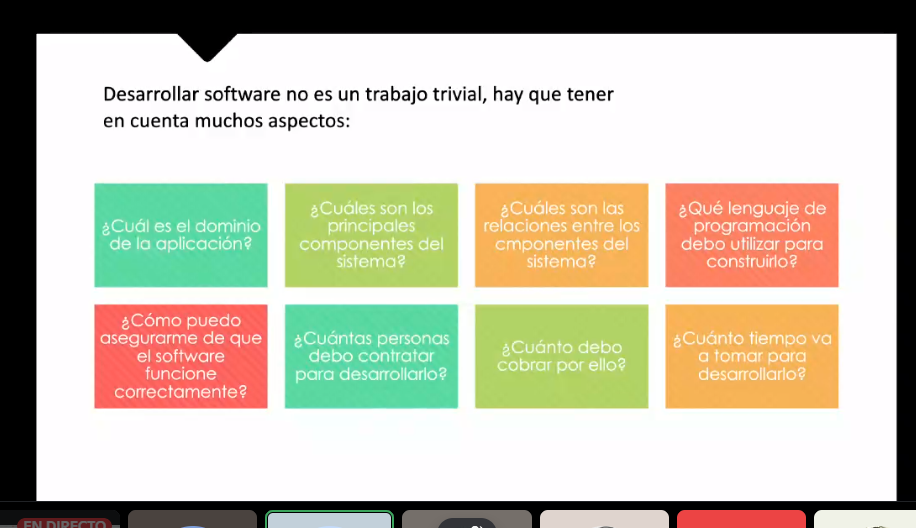 Desarrollar software no es un trabajo trivial, hay que tener
en cuenta muchos aspectos:
¿Cuál es el dominio
de la aplicación?
¿Cuáles son los
principales
componentes del
sistema?
¿Cuáles son las
relaciones entre los
cmponentes del
sistema?
¿Qué lenguaje de
programación
debo utilizar para
construirlo?
¿Cómo puedo
asegurarme de que
el software
funcione
correctamente?
¿Cuántas personas
debo contratar
para desarrollarlo?
¿Cuánto debo
cobrar por ello?
¿Cuánto tiempo va
a tomar para
desarrollarlo?
EN DIRECTO